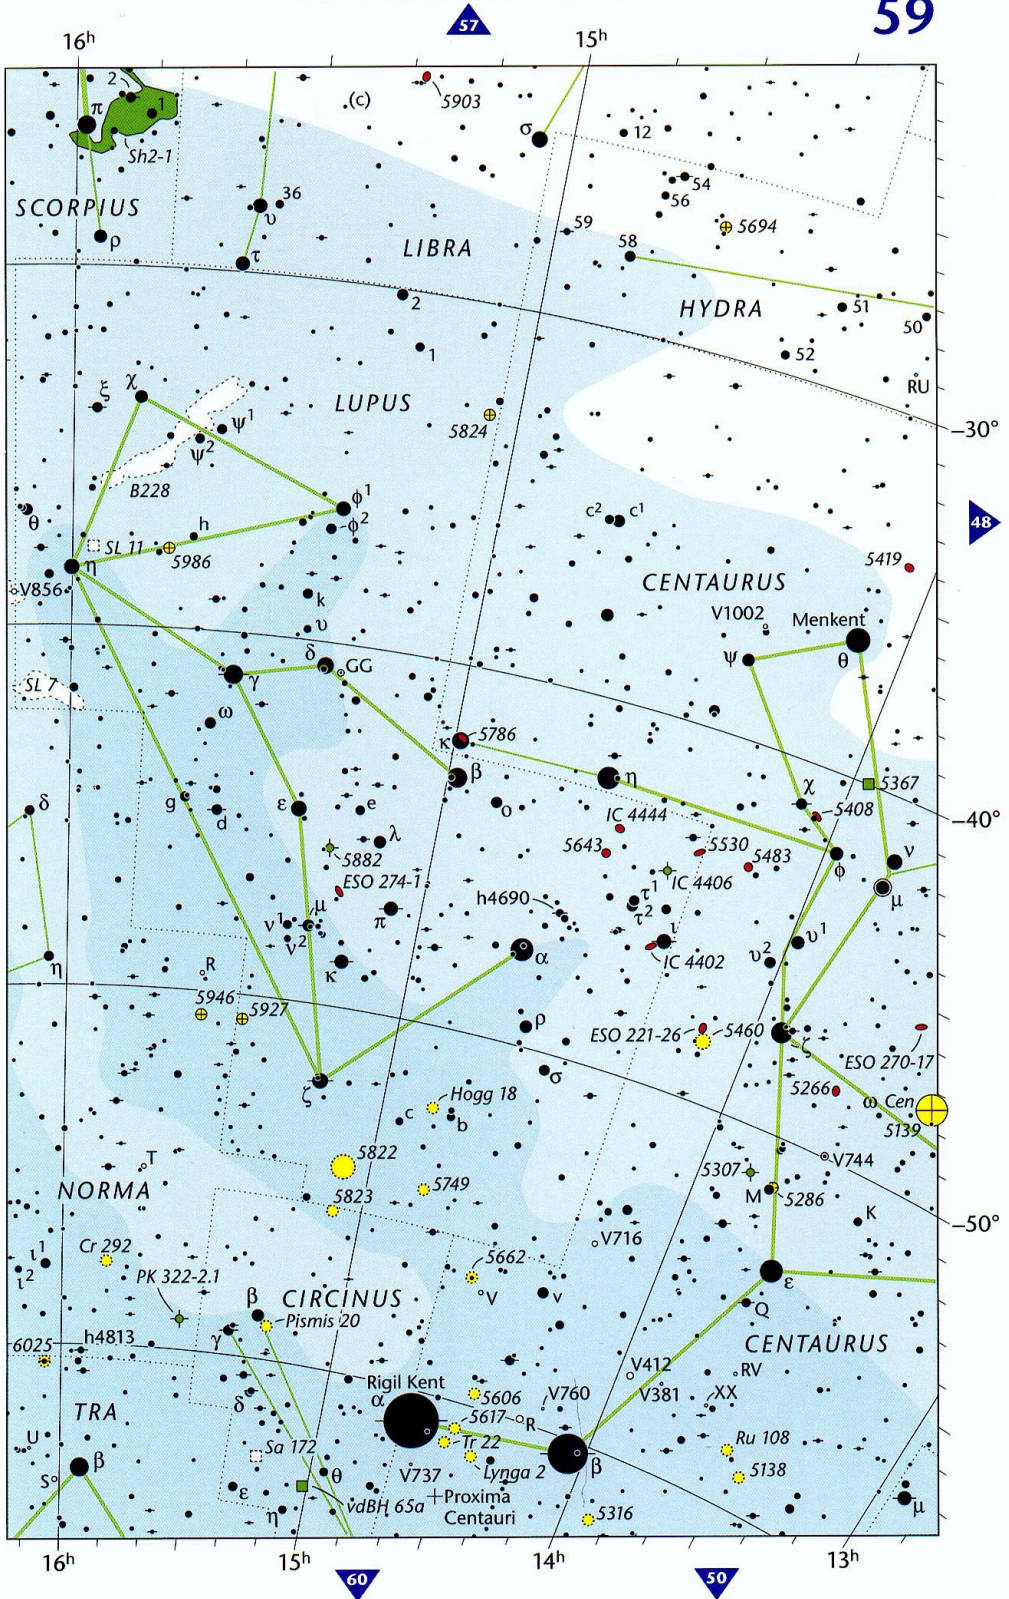 57
59
16h
15h
2
(c)
5903
π
1
σ
12
Sh2-1
54
56
36
SCORPIUS
υ
ρ
59
5694
LIBRA
58
τ
2
HYDRA
51
50
1
52
RU
χ
ξ
LUPUS
ψ1
5824
–30°
ψ2
B228
φ1
c2
c1
θ
h
φ2
48
SL 11
5986
η
5419
V856
CENTAURUS
k
V1002
Menkent
υ
δ
GG
ψ
θ
SL 7
γ
ω
κ
5786
β
η
5367
χ
g
ε
e
o
5408
δ
d
IC 4444
–40°
λ
5643
5530
5483
ν
5882
φ
ESO 274-1
IC 4406
h4690
τ1
μ
μ
π
τ2
ν1
ι
υ1
ν2
α
υ2
η
R
κ
IC 4402
5946
5927
ρ
ESO 221-26
5460
ζ
ESO 270-17
σ
ζ
Hogg 18
5266
ω Cen
c
b
5139
5822
T
5307
V744
NORMA
5823
5749
M
5286
K
–50°
V716
Cr 292
ι1
5662
ι2
PK 322-2.1
ε
β
CIRCINUS
V
ν
Q
Pismis 20
h4813
γ
CENTAURUS
6025
V412
RV
Rigil Kent
V381
δ
α
5606
V760
XX
TRA
5617
R
U
Sa 172
Tr 22
Ru 108
β
θ
V737
Lynga 2
β
5138
S
ε
vdBH 65a
Proxima
Centauri
μ
η
5316
16h
15h
14h
13h
60
50